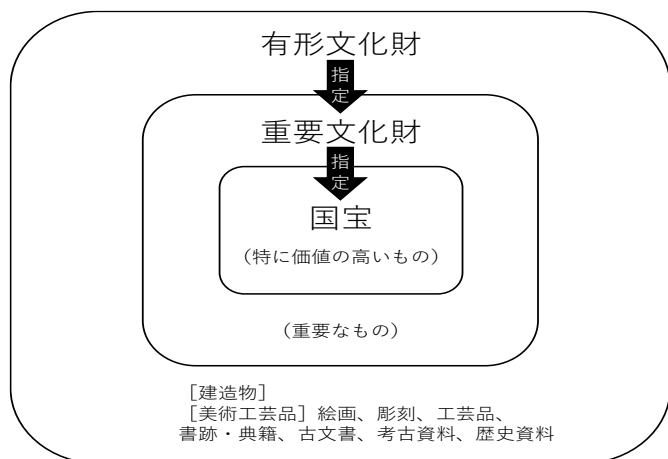 有形文化財
指定
重要文化財
指定
国宝
（特に価値の高いもの）
（重要なもの）
［建造物］
［美術工芸品］絵画、彫刻、工芸品、
書跡・典籍、古文書、考古資料、歴史資料